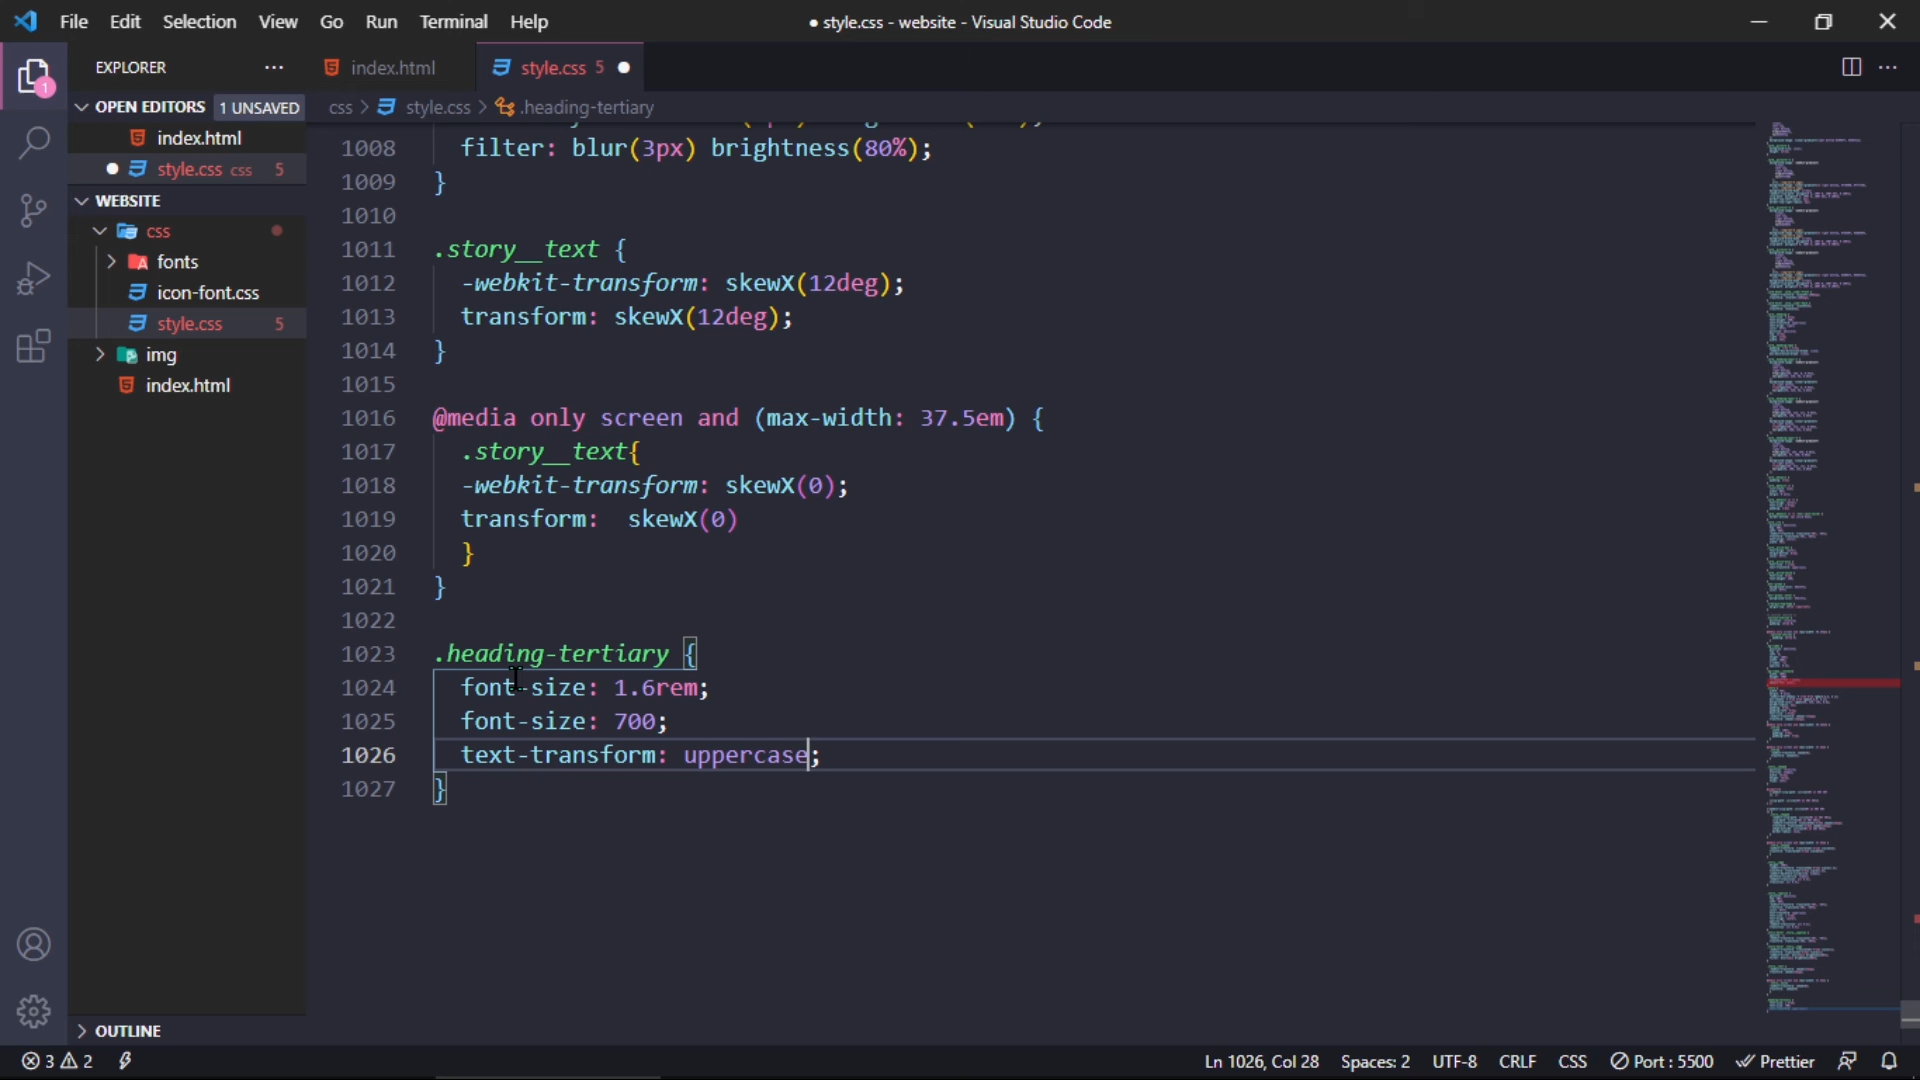 File Edit Selection View Go Run Terminal Help
● style.css - website - Visual Studio Code
EXPLORER
1
OPEN EDITORS 1 UNSAVED
index.html
style.css css 5
WEBSITE
css
fonts
icon-font.css
style.css 5
img
index.html
OUTLINE
index.html
style.css 5
css > style.css > .heading-tertiary
1008 filter: blur(3px) brightness(80%);
1009 }
1010
1011 .story__text {
1012 -webkit-transform: skewX(12deg);
1013 transform: skewX(12deg);
1014 }
1015
1016 @media only screen and (max-width: 37.5em) {
1017 .story__text{
1018 -webkit-transform: skewX(0);
1019 transform:  skewX(0)
1020 }
1021 }
1022
1023 .heading-tertiary {
1024 font-size: 1.6rem;
1025 font-size: 700;
1026 text-transform: uppercase;
1027 }
3 2
Ln 1026, Col 28 Spaces: 2 UTF-8 CRLF CSS Port : 5500 Prettier